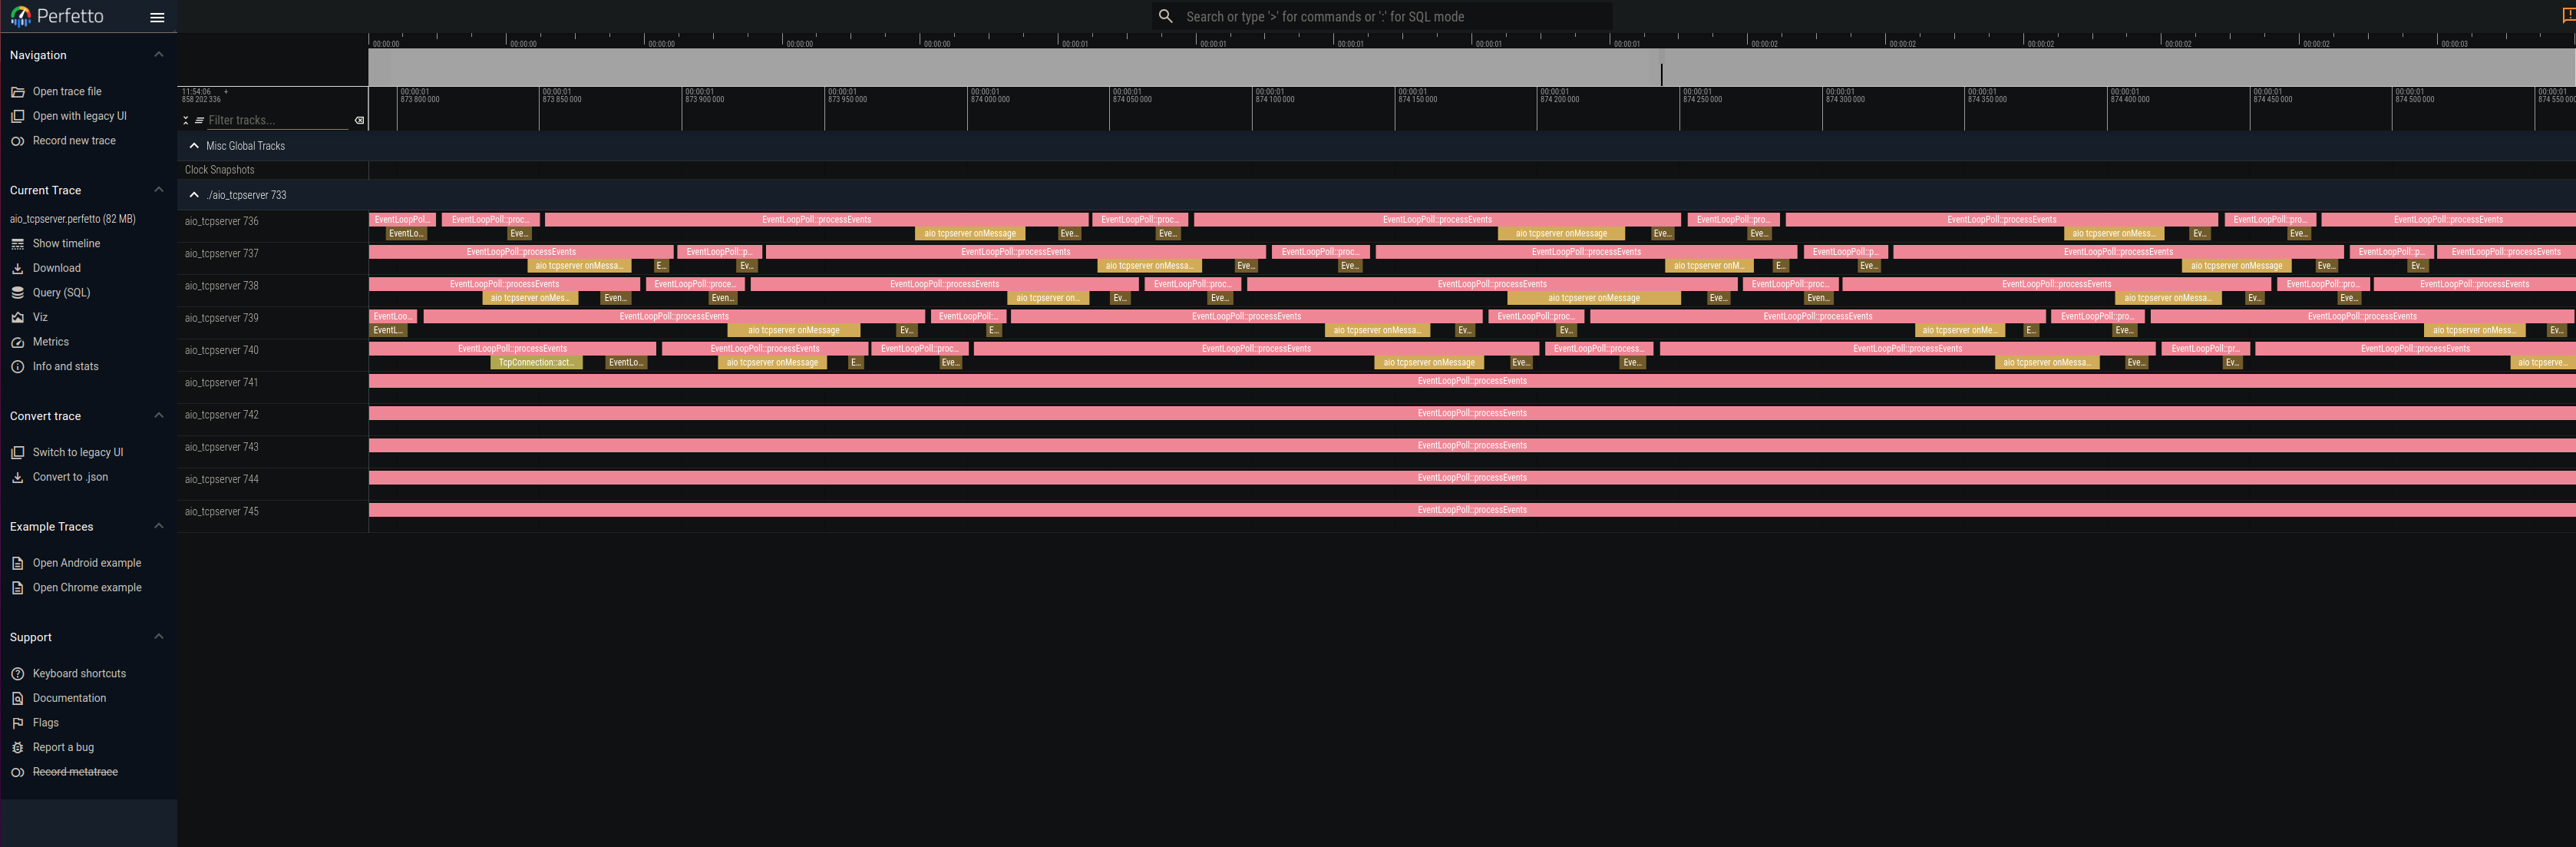 Perfetto
Search or type '>' for commands or ':' for SQL mode
Navigation
Open trace file
Open with legacy UI
Record new trace
Current Trace
aio_tcpserver.perfetto (82 MB)
Show timeline
Download
Query (SQL)
Viz
Metrics
Info and stats
Convert trace
Switch to legacy UI
Convert to .json
Example Traces
Open Android example
Open Chrome example
Support
Keyboard shortcuts
Documentation
Flags
Report a bug
Record metatrace
00:00:00 00:00:00 00:00:00 00:00:00 00:00:00 00:00:01 00:00:01 00:00:01 00:00:01 00:00:01 00:00:02 00:00:02 00:00:02 00:00:02 00:00:02 00:00:03
11:54:06 + 00:00:01 00:00:01 00:00:01 00:00:01 00:00:01 00:00:01 00:00:01 00:00:01 00:00:01 00:00:01 00:00:01 00:00:01 00:00:01 00:00:01 00:00:01 00:00:01
858 202 336 873 800 000 873 850 000 873 900 000 873 950 000 874 000 000 874 050 000 874 100 000 874 150 000 874 200 000 874 250 000 874 300 000 874 350 000 874 400 000 874 450 000 874 500 000 874 550 000
Filter tracks...
Misc Global Tracks
Clock Snapshots
./aio_tcpserver 733
aio_tcpserver 736 EventLoopPol... EventLoopPoll::proc... EventLoopPoll::processEvents EventLoopPoll::proc... EventLoopPoll::processEvents EventLoopPoll::pro... EventLoopPoll::processEvents EventLoopPoll::pro... EventLoopPoll::processEvents
EventLo... Eve... aio tcpserver onMessage Eve... Eve... aio tcpserver onMessage Eve... Eve... aio tcpserver onMess... Ev... Eve...
aio_tcpserver 737 EventLoopPoll::processEvents EventLoopPoll::p... EventLoopPoll::processEvents EventLoopPoll::proc... EventLoopPoll::processEvents EventLoopPoll::p... EventLoopPoll::processEvents EventLoopPoll::p... EventLoopPoll::processEvents
aio tcpserver onMessa... E... Ev... aio tcpserver onMessa... Eve... Eve... aio tcpserver onM... E... Eve... aio tcpserver onMessage Eve... Ev...
aio_tcpserver 738 EventLoopPoll::processEvents EventLoopPoll::proce... EventLoopPoll::processEvents EventLoopPoll::proc... EventLoopPoll::processEvents EventLoopPoll::proc... EventLoopPoll::processEvents EventLoopPoll::pro... EventLoopPoll::processEvents
aio tcpserver onMes... Even... Even... aio tcpserver on... Ev... Eve... aio tcpserver onMessage Eve... Even... aio tcpserver onMessa... Ev... Eve...
aio_tcpserver 739 EventLoo... EventLoopPoll::processEvents EventLoopPoll::... EventLoopPoll::processEvents EventLoopPoll::proc... EventLoopPoll::processEvents EventLoopPoll::pro... EventLoopPoll::processEvents
EventL... aio tcpserver onMessage Ev... E... aio tcpserver onMessa... Ev... Ev... aio tcpserver onMe... E... Eve... aio tcpserver onMess... Ev...
aio_tcpserver 740 EventLoopPoll::processEvents EventLoopPoll::processEvents EventLoopPoll::proc... EventLoopPoll::processEvents EventLoopPoll::process... EventLoopPoll::processEvents EventLoopPoll::pr... EventLoopPoll::processEvents
TcpConnection::act... EventLo... aio tcpserver onMessage E... Eve... aio tcpserver onMessage Eve... Eve... aio tcpserver onMessa... Eve... Ev... aio tcpserve...
aio_tcpserver 741 EventLoopPoll::processEvents
aio_tcpserver 742 EventLoopPoll::processEvents
aio_tcpserver 743 EventLoopPoll::processEvents
aio_tcpserver 744 EventLoopPoll::processEvents
aio_tcpserver 745 EventLoopPoll::processEvents